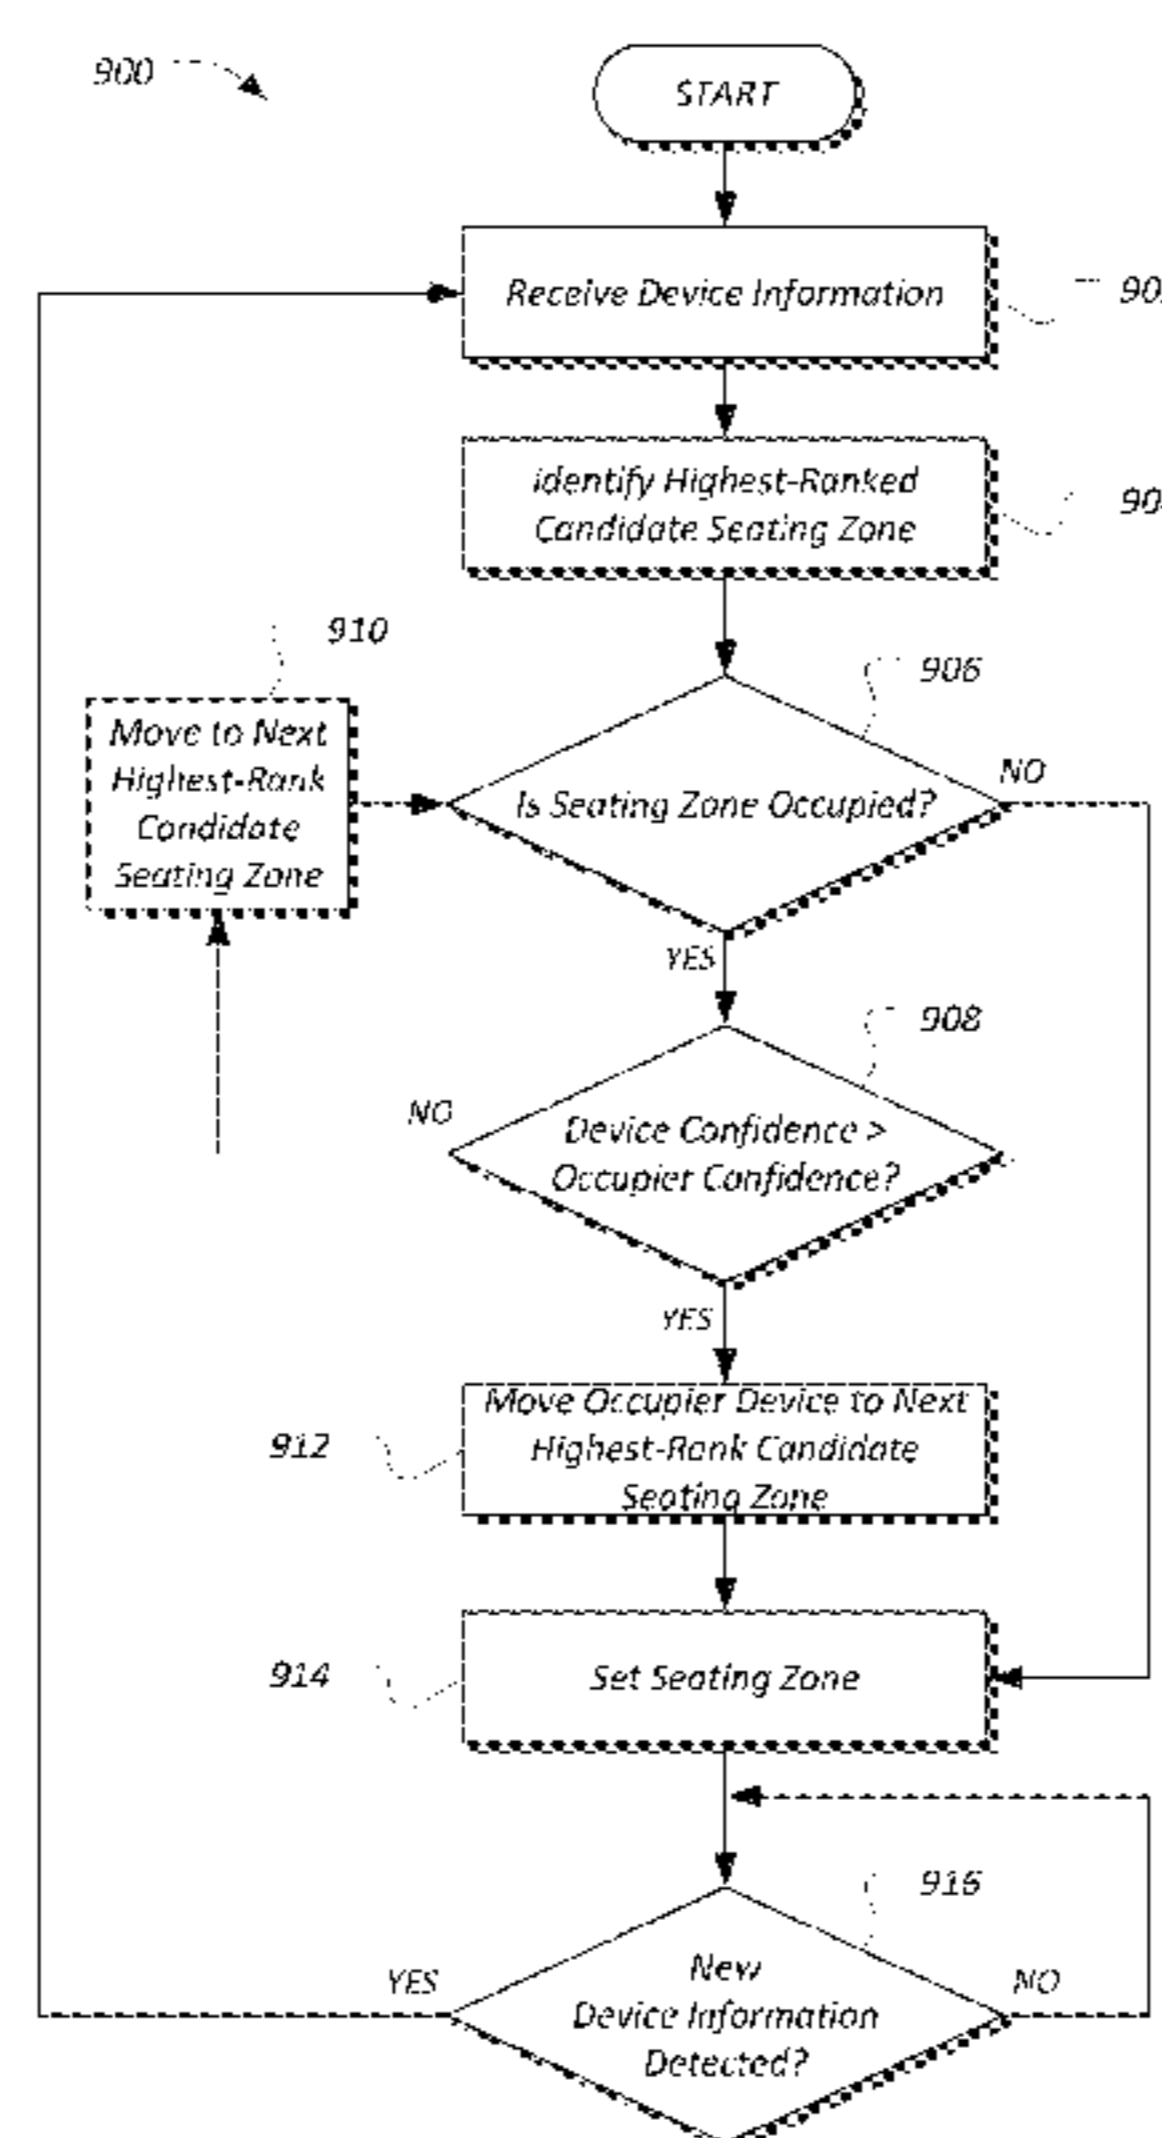 900
START
Receive Device Information
90
Identify Highest-Ranked
Candidate Seating Zone
90
910
906
Move to Next
Highest-Rank
Candidate
Seating Zone
Is Seating Zone Occupied?
NO
YES
908
NO
Device Confidence >
Occupier Confidence?
YES
Move Occupier Device to Next
Highest-Rank Candidate
Seating Zone
912
Set Seating Zone
914
916
YES
New
Device Information
Detected?
NO